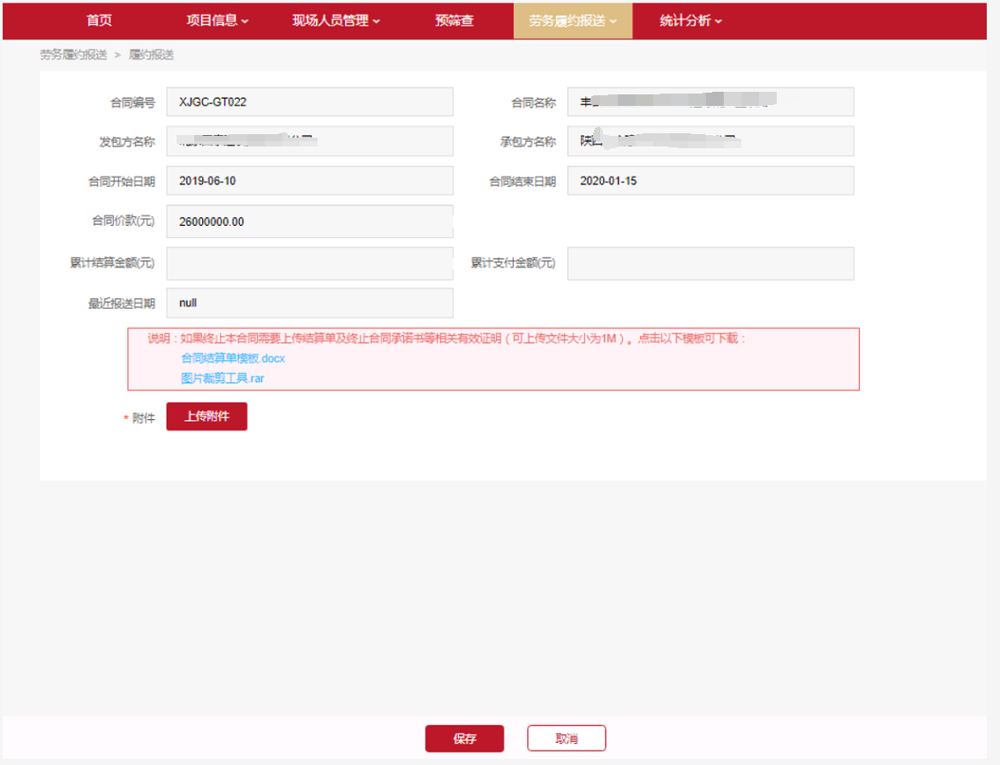 首页 项目信息 现场人员管理 预筛查 劳务履约报送 统计分析
劳务履约报送 > 履约报送
合同编号 XJGC-GT022 合同名称 丰
发包方名称 承包方名称 陕西
合同开始日期 2019-06-10 合同结束日期 2020-01-15
合同价款(元) 26000000.00
累计结算金额(元) 累计支付金额(元)
最近报送日期 null
说明：如果终止本合同需要上传结算单及终止合同承诺书等相关有效证明（可上传文件大小为1M）。点击以下模板可下载：
合同结算单模板.docx
图片裁剪工具.rar
* 附件 上传附件
保存 取消